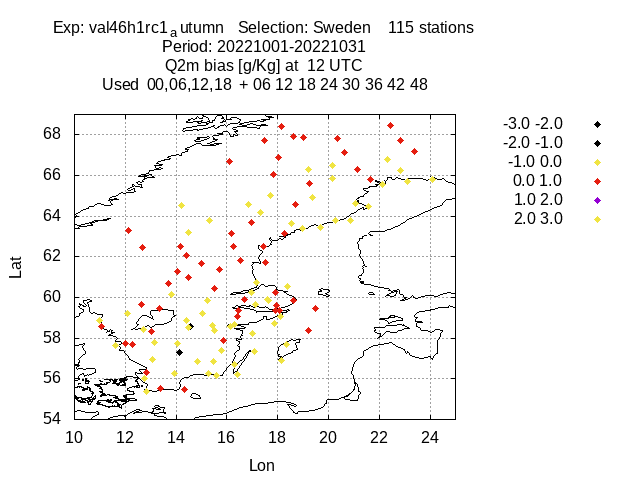 Exp: val46h1rc1ₐutumn Selection: Sweden 115 stations
Period: 20221001-20221031
Q2m bias [g/Kg] at 12 UTC
Used 00,06,12,18 + 06 12 18 24 30 36 42 48
-3.0 -2.0
-2.0 -1.0
-1.0 0.0
0.0 1.0
1.0 2.0
2.0 3.0
68
66
64
62
60
58
56
54
Lat
10 12 14 16 18 20 22 24
Lon